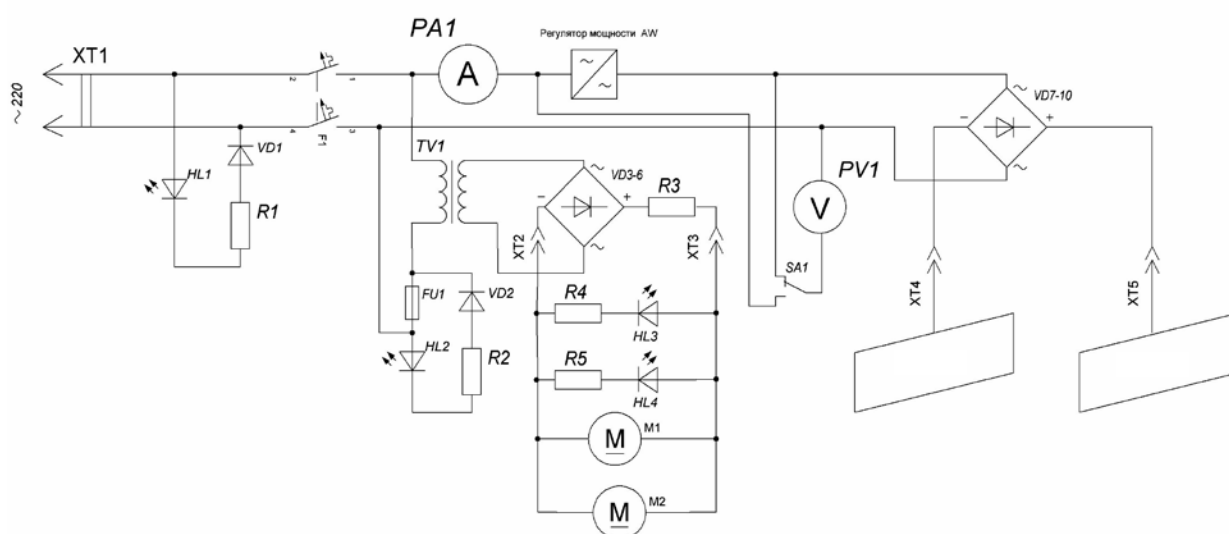 PA1
Регулятор мощности AW
XT1
A
~
~
~ 220
2
1
4
3
F1
~
VD7-10
-
+
~
VD1
HL1
R1
TV1
~
VD3-6
-
+
~
R3
PV1
V
XT2
XT3
SA1
XT4
XT5
FU1
VD2
HL2
R2
R4
HL3
R5
HL4
M
M1
M
M2